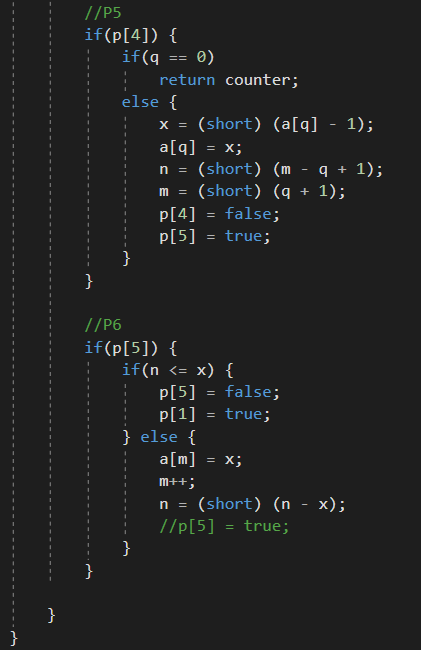 //P5
if(p[4]) {
if(q == 0)
return counter;
else {
x = (short) (a[q] - 1);
a[q] = x;
n = (short) (m - q + 1);
m = (short) (q + 1);
p[4] = false;
p[5] = true;
}
}
//P6
if(p[5]) {
if(n <= x) {
p[5] = false;
p[1] = true;
} else {
a[m] = x;
m++;
n = (short) (n - x);
//p[5] = true;
}
}
}
}